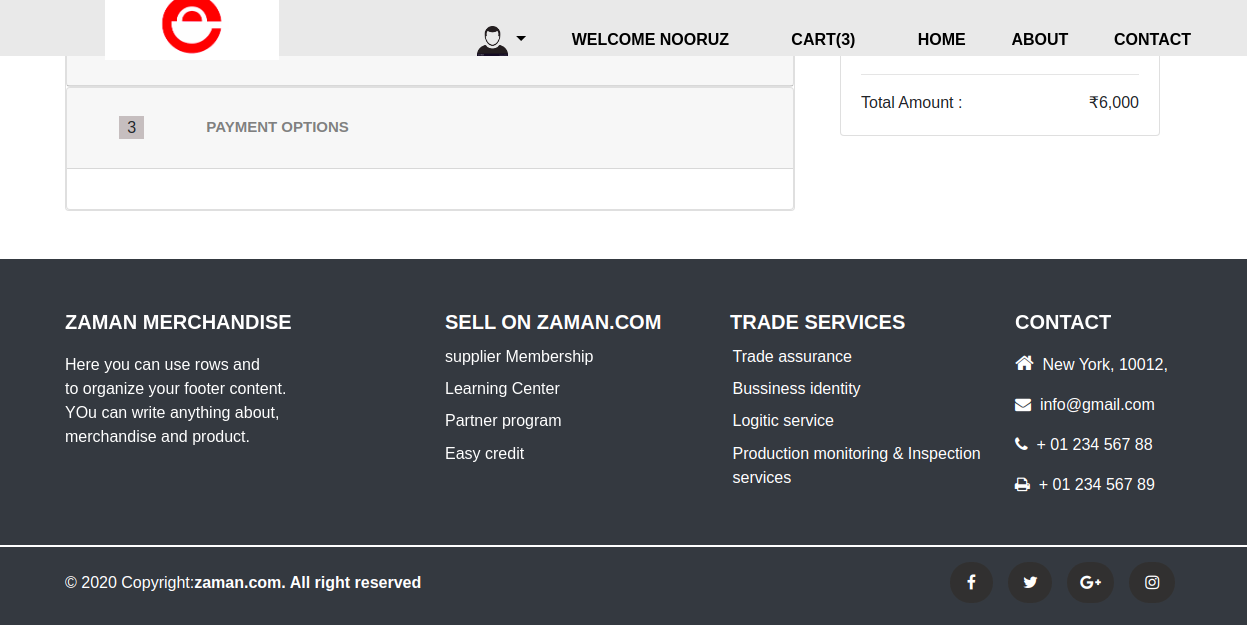 WELCOME NOORUZ CART(3) HOME ABOUT CONTACT
Total Amount : ₹6,000
3 PAYMENT OPTIONS
ZAMAN MERCHANDISE
Here you can use rows and
to organize your footer content.
YOu can write anything about,
merchandise and product.
SELL ON ZAMAN.COM
supplier Membership
Learning Center
Partner program
Easy credit
TRADE SERVICES
Trade assurance
Bussiness identity
Logitic service
Production monitoring & Inspection
services
CONTACT
New York, 10012,
info@gmail.com
+ 01 234 567 88
+ 01 234 567 89
© 2020 Copyright:zaman.com. All right reserved